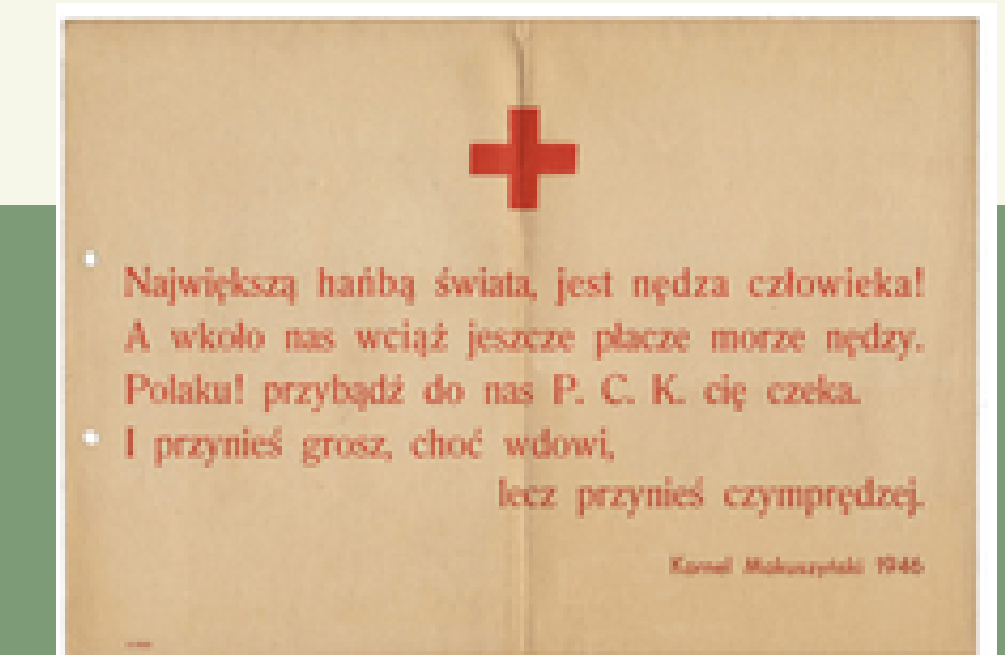 Największą hańbą świata, jest nędza człowieka!
A wkoło nas wciąż jeszcze płacze morze nędzy.
Polaku! przybądź do nas P. C. K. cię czeka.
I przynieś grosz, choć wdowi,
lecz przynieś czymprędzej.
Kornel Makuszyński 1946